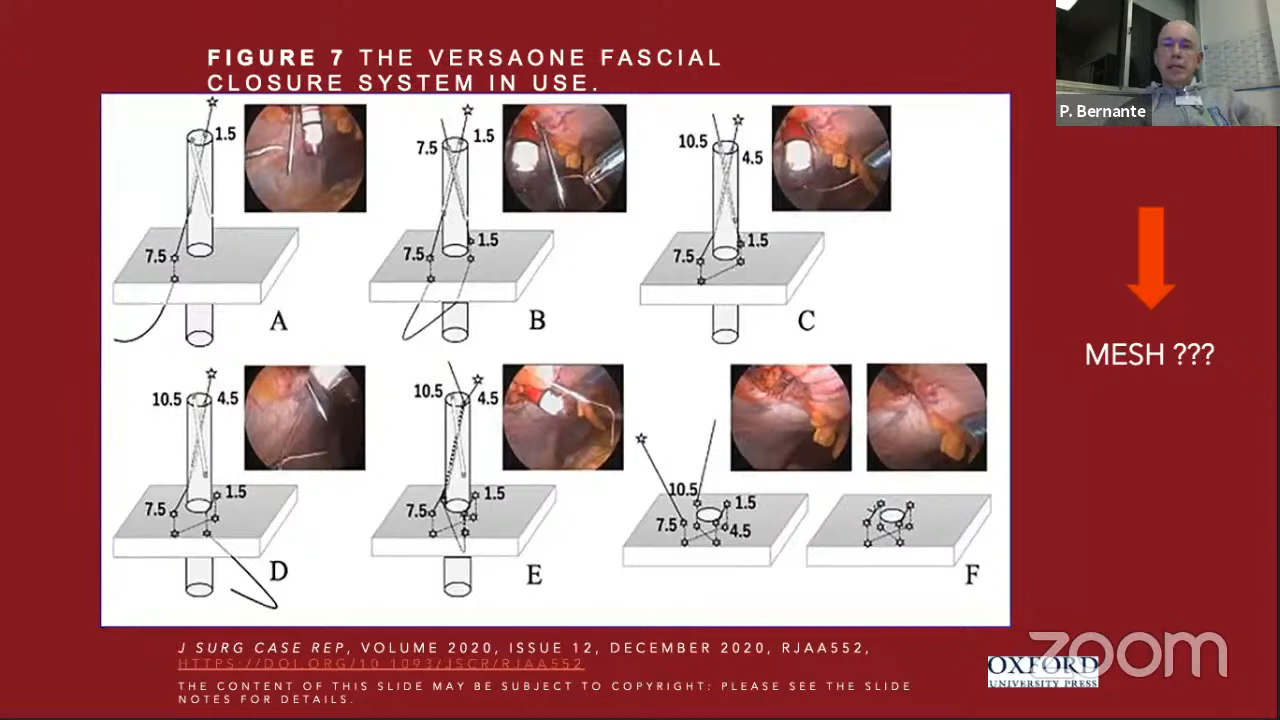 FIGURE 7 THE VERSAONE FASCIAL
CLOSURE SYSTEM IN USE.
P. Bernante
1.5
7.5
A
7.5
1.5
7.5
1.5
B
10.5
4.5
7.5
1.5
C
MESH ???
10.5
4.5
7.5
1.5
D
10.5
4.5
7.5
1.5
E
10.5
1.5
7.5
4.5
F
J SURG CASE REP, VOLUME 2020, ISSUE 12, DECEMBER 2020, RJAA552,
HTTPS://DOI.ORG/10.1093/JSCR/RJAA552
THE CONTENT OF THIS SLIDE MAY BE SUBJECT TO COPYRIGHT: PLEASE SEE THE SLIDE
NOTES FOR DETAILS.
OXFORD
UNIVERSITY PRESS
zoom